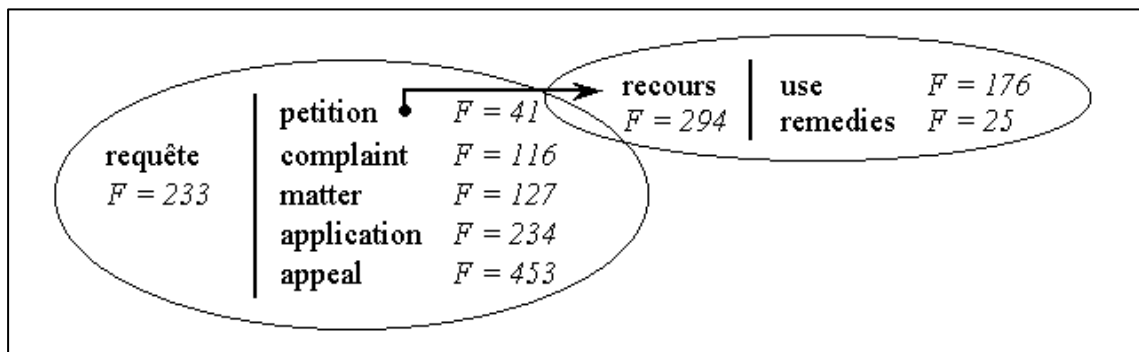 requête
F = 233
petition F = 41
complaint F = 116
matter F = 127
application F = 234
appeal F = 453
recours
F = 294
use F = 176
remedies F = 25